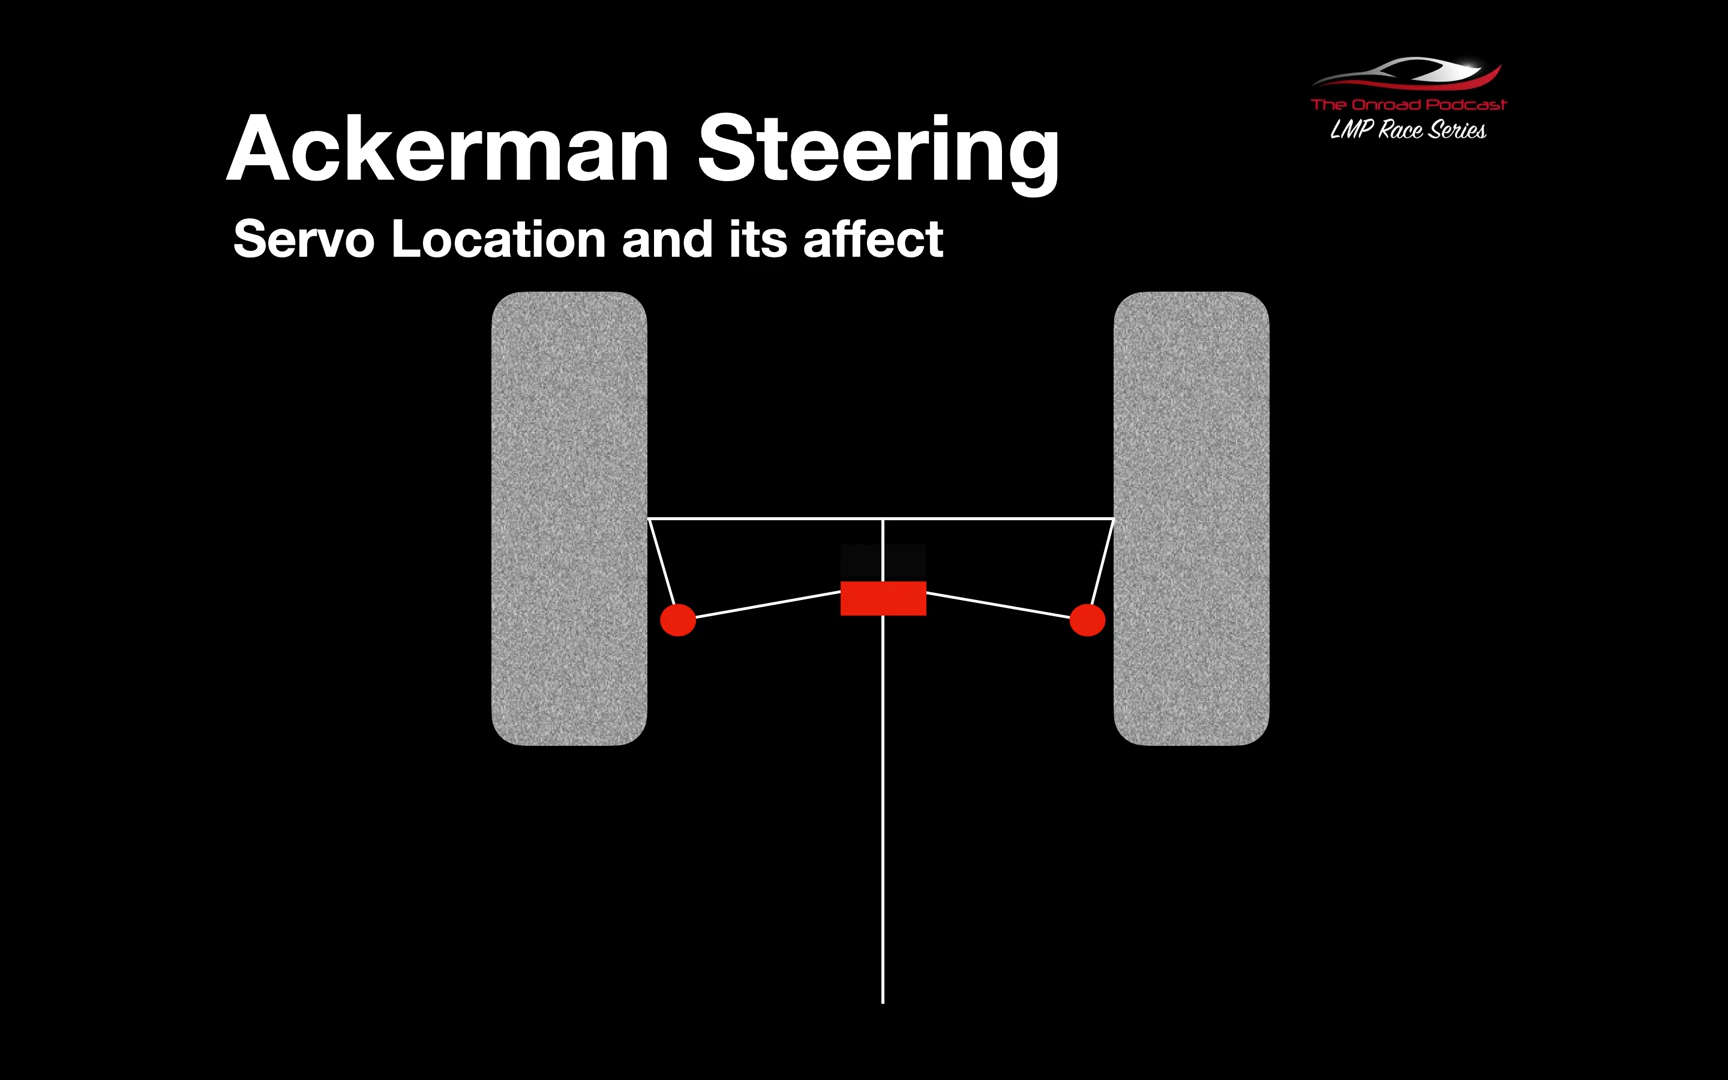 The Onroad Podcast
LMP Race Series
Ackerman Steering
Servo Location and its affect